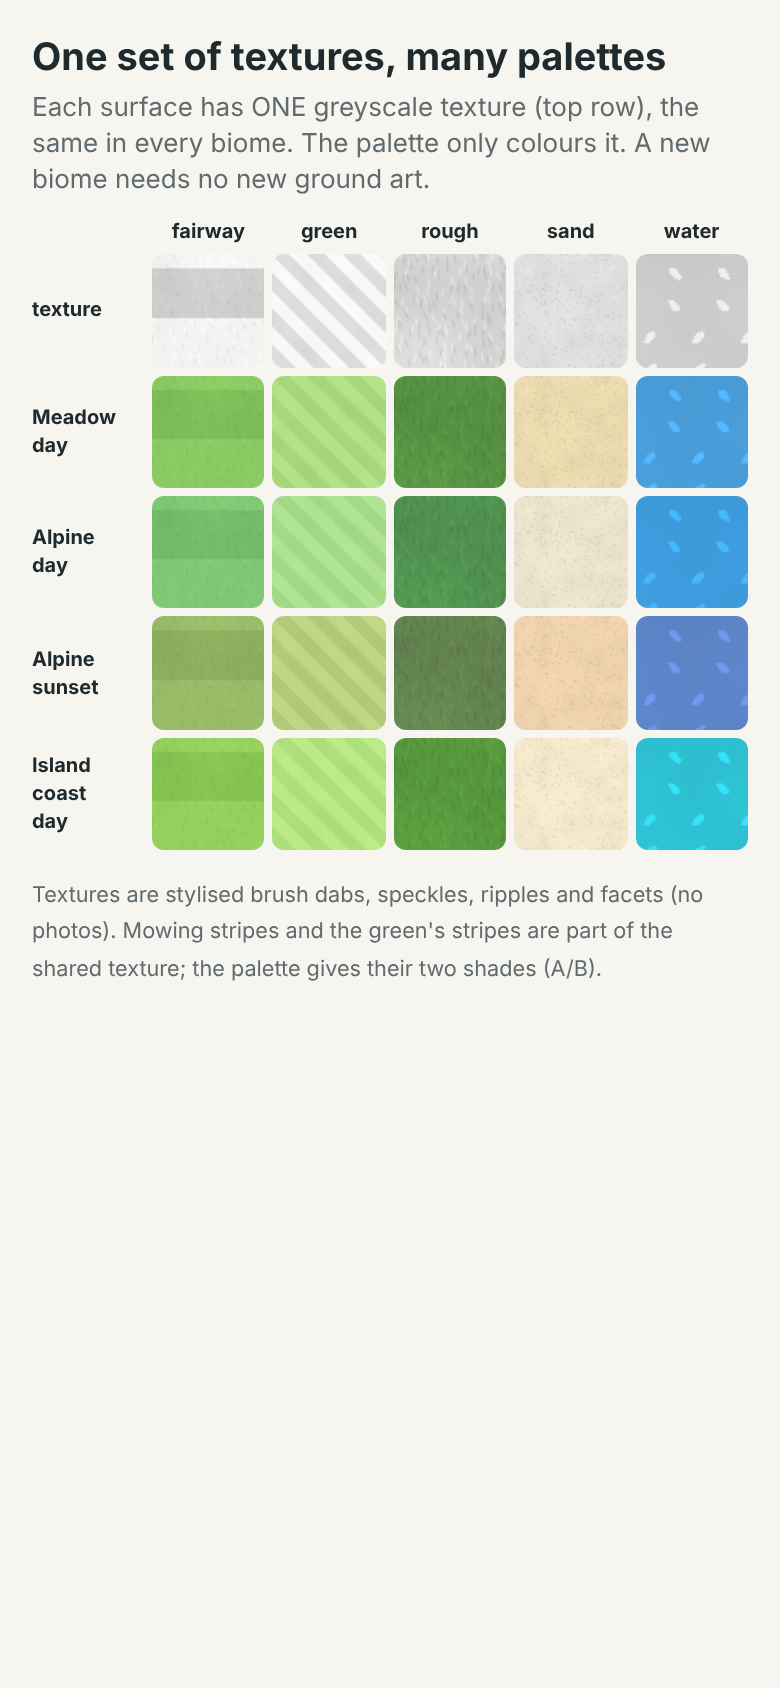 One set of textures, many palettes
Each surface has ONE greyscale texture (top row), the
same in every biome. The palette only colours it. A new
biome needs no new ground art.
fairway green rough sand water
texture
Meadow
day
Alpine
day
Alpine
sunset
Island
coast
day
Textures are stylised brush dabs, speckles, ripples and facets (no
photos). Mowing stripes and the green's stripes are part of the
shared texture; the palette gives their two shades (A/B).